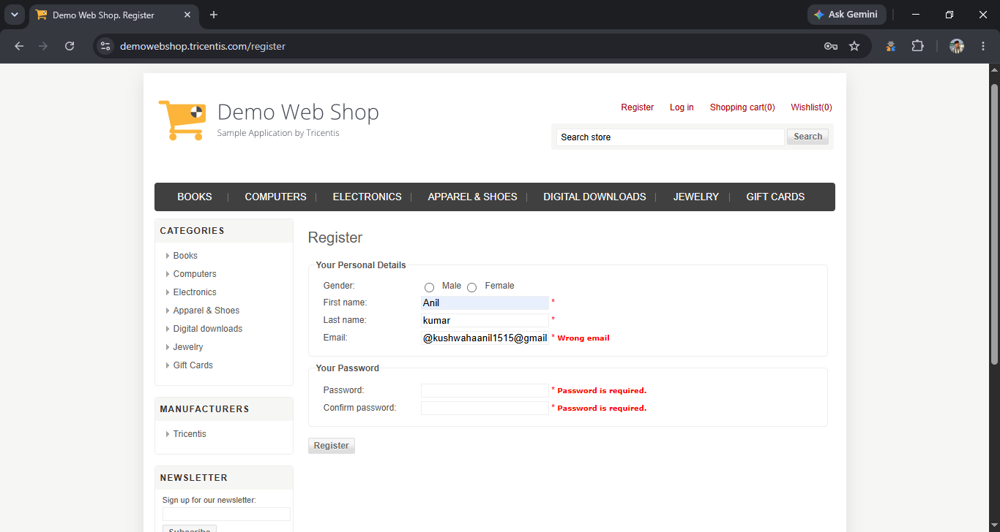 Demo Web Shop. Register
Ask Gemini
demowebshop.tricentis.com/register
Demo Web Shop
Sample Application by Tricentis
Register Log in Shopping cart(0) Wishlist(0)
Search store Search
BOOKS COMPUTERS ELECTRONICS APPAREL & SHOES DIGITAL DOWNLOADS JEWELRY GIFT CARDS
CATEGORIES
Books
Computers
Electronics
Apparel & Shoes
Digital downloads
Jewelry
Gift Cards
MANUFACTURERS
Tricentis
NEWSLETTER
Sign up for our newsletter:
Subscribe
Register
Your Personal Details
Gender: Male Female
First name: Anil *
Last name: kumar *
Email: @kushwahaanil1515@gmail * Wrong email
Your Password
Password: * Password is required.
Confirm password: * Password is required.
Register